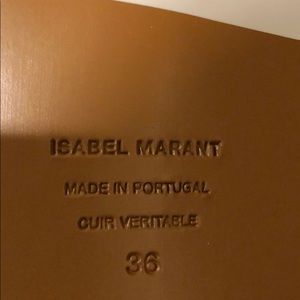 ISABEL MARANT
MADE IN PORTUGAL
CUIR VERITABLE
36